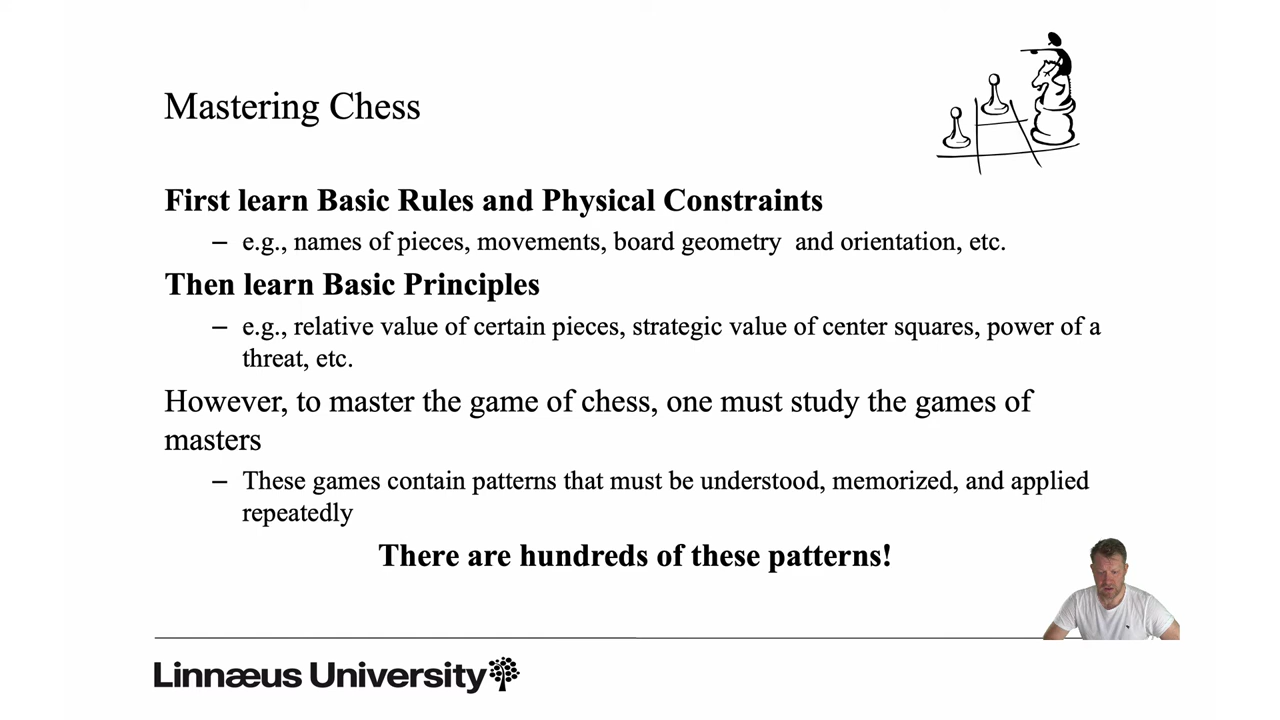 Mastering Chess
First learn Basic Rules and Physical Constraints
– e.g., names of pieces, movements, board geometry and orientation, etc.
Then learn Basic Principles
– e.g., relative value of certain pieces, strategic value of center squares, power of a
threat, etc.
However, to master the game of chess, one must study the games of
masters
– These games contain patterns that must be understood, memorized, and applied
repeatedly
There are hundreds of these patterns!
Linnæus University